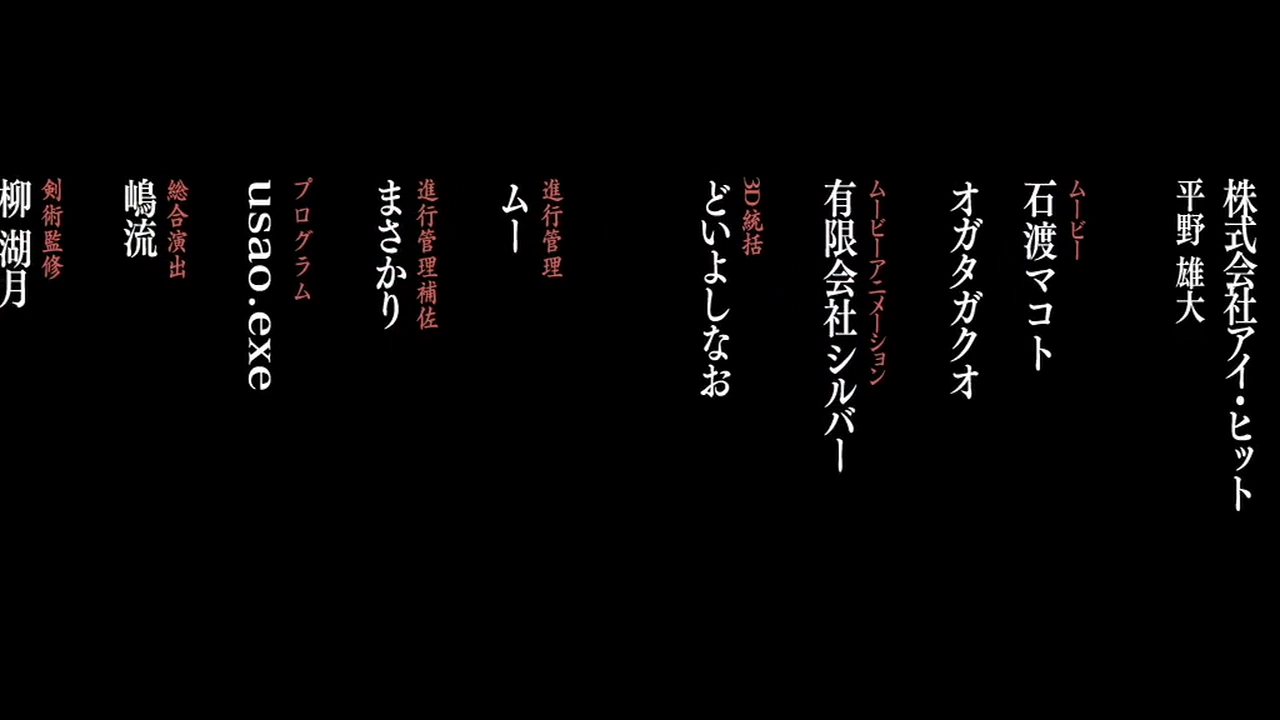 株式会社アイ・ヒット
平野 雄大
ムービー
石渡マコト
オガタガクオ
ムービーアニメーション
有限会社シルバー
3D統括
どいよしなお
進行管理
ムー
進行管理補佐
まさかり
プログラム
usao.exe
総合演出
嶋流
剣術監修
柳 湖月